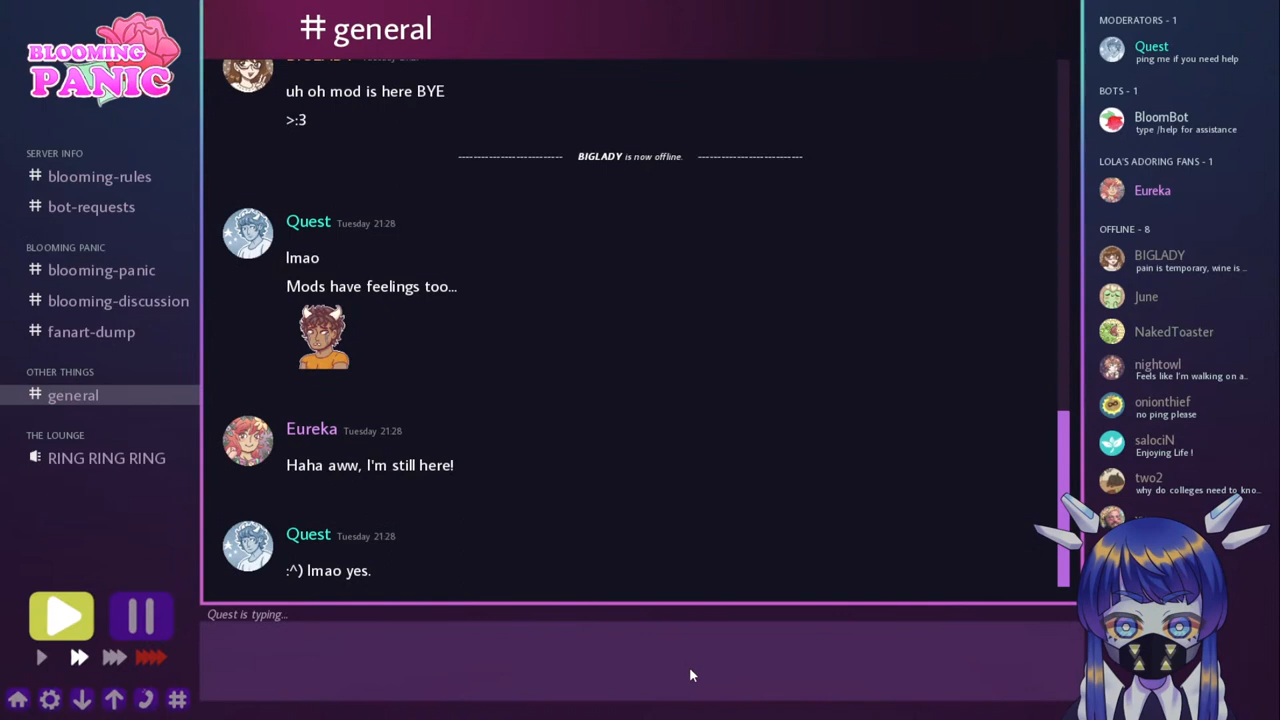 BLOOMING
PANIC
SERVER INFO
# blooming-rules
# bot-requests
BLOOMING PANIC
# blooming-panic
# blooming-discussion
# fanart-dump
OTHER THINGS
# general
THE LOUNGE
RING RING RING
# general
uh oh mod is here BYE
>:3
BIGLADY is now offline.
Quest Tuesday 21:28
lmao
Mods have feelings too...
Eureka Tuesday 21:28
Haha aww, I'm still here!
Quest Tuesday 21:28
:^) lmao yes.
Quest is typing...
MODERATORS - 1
Quest
ping me if you need help
BOTS - 1
BloomBot
type /help for assistance
LOLA'S ADORING FANS - 1
Eureka
OFFLINE - 8
BIGLADY
pain is temporary, wine is ..
June
NakedToaster
nightowl
Feels like I'm walking on a..
onionthief
no ping please
salociN
Enjoying Life !
two2
why do colleges need to kno..